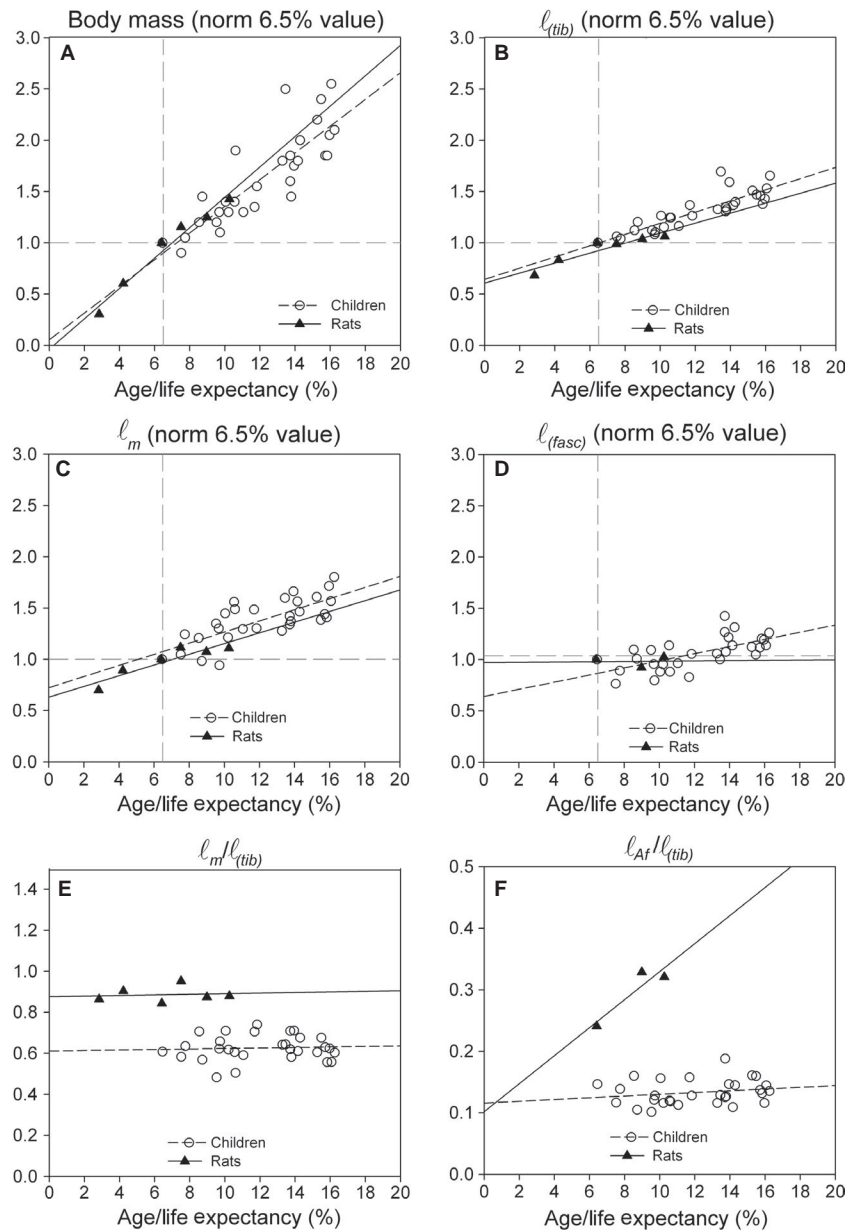 Body mass (norm 6.5% value)
A
3.0
2.5
2.0
1.5
1.0
0.5
0.0
Children
Rats
0 2 4 6 8 10 12 14 16 18 20
Age/life expectancy (%)
ℓ(tib) (norm 6.5% value)
B
3.0
2.5
2.0
1.5
1.0
0.5
0.0
Children
Rats
0 2 4 6 8 10 12 14 16 18 20
Age/life expectancy (%)
ℓm (norm 6.5% value)
C
3.0
2.5
2.0
1.5
1.0
0.5
0.0
Children
Rats
0 2 4 6 8 10 12 14 16 18 20
Age/life expectancy (%)
ℓ(fasc) (norm 6.5% value)
D
3.0
2.5
2.0
1.5
1.0
0.5
0.0
Children
Rats
0 2 4 6 8 10 12 14 16 18 20
Age/life expectancy (%)
ℓm/ℓ(tib)
E
1.4
1.2
1.0
0.8
0.6
0.4
0.2
0.0
Children
Rats
0 2 4 6 8 10 12 14 16 18 20
Age/life expectancy (%)
ℓAf/ℓ(tib)
F
0.5
0.4
0.3
0.2
0.1
0.0
Children
Rats
0 2 4 6 8 10 12 14 16 18 20
Age/life expectancy (%)